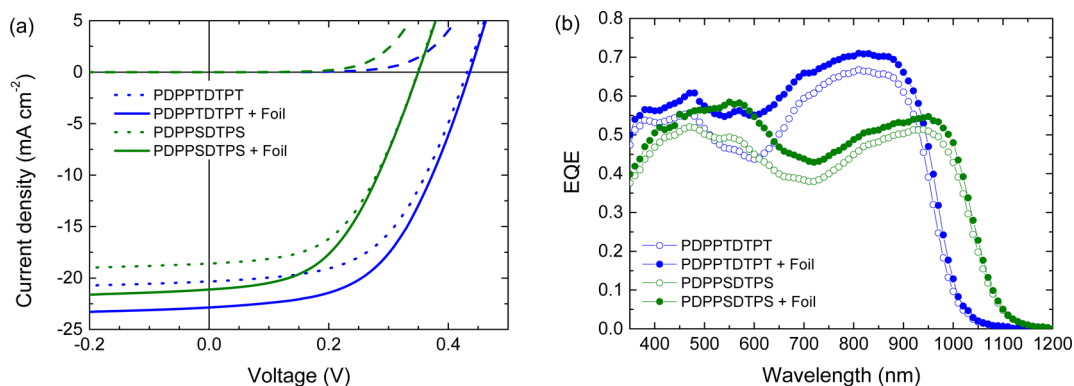 (a)
5
0
-5
-10
-15
-20
-25
-0.2
0.0
0.2
0.4
Current density (mA cm-2)
Voltage (V)
PDPPTDTPT
PDPPTDTPT + Foil
PDPPSDTPS
PDPPSDTPS + Foil
(b)
0.8
0.7
0.6
0.5
0.4
0.3
0.2
0.1
0.0
400 500 600 700 800 900 1000 1100 1200
EQE
Wavelength (nm)
PDPPTDTPT
PDPPTDTPT + Foil
PDPPSDTPS
PDPPSDTPS + Foil